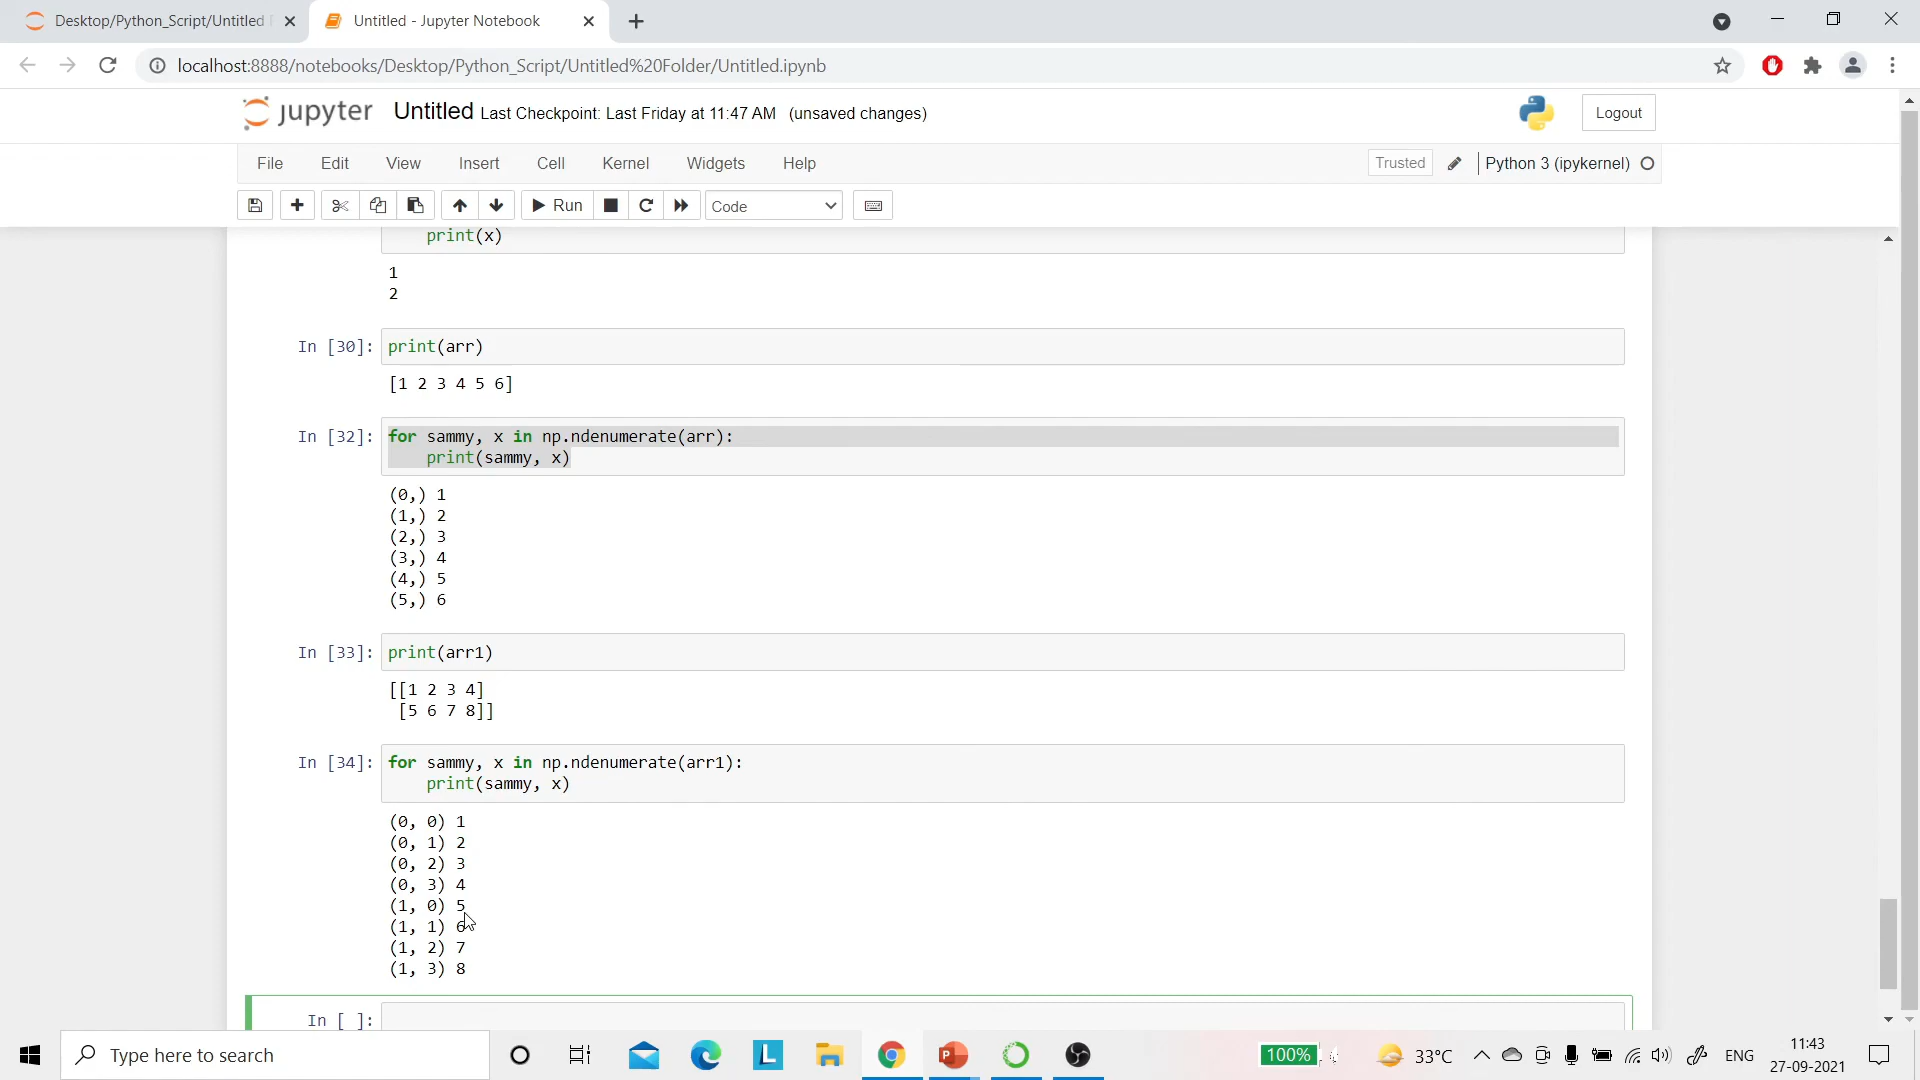 Desktop/Python_Script/Untitled F
Untitled - Jupyter Notebook
localhost:8888/notebooks/Desktop/Python_Script/Untitled%20Folder/Untitled.ipynb
jupyter Untitled Last Checkpoint: Last Friday at 11:47 AM (unsaved changes)
Logout
File Edit View Insert Cell Kernel Widgets Help
Trusted Python 3 (ipykernel)
Run Code
print(x)
1
2
In [30]: print(arr)
[1 2 3 4 5 6]
In [32]: for sammy, x in np.ndenumerate(arr):
print(sammy, x)
(0,) 1
(1,) 2
(2,) 3
(3,) 4
(4,) 5
(5,) 6
In [33]: print(arr1)
[[1 2 3 4]
[5 6 7 8]]
In [34]: for sammy, x in np.ndenumerate(arr1):
print(sammy, x)
(0, 0) 1
(0, 1) 2
(0, 2) 3
(0, 3) 4
(1, 0) 5
(1, 1) 6
(1, 2) 7
(1, 3) 8
In [ ]:
Type here to search
L
P
100%
33°C
ENG
11:43
27-09-2021